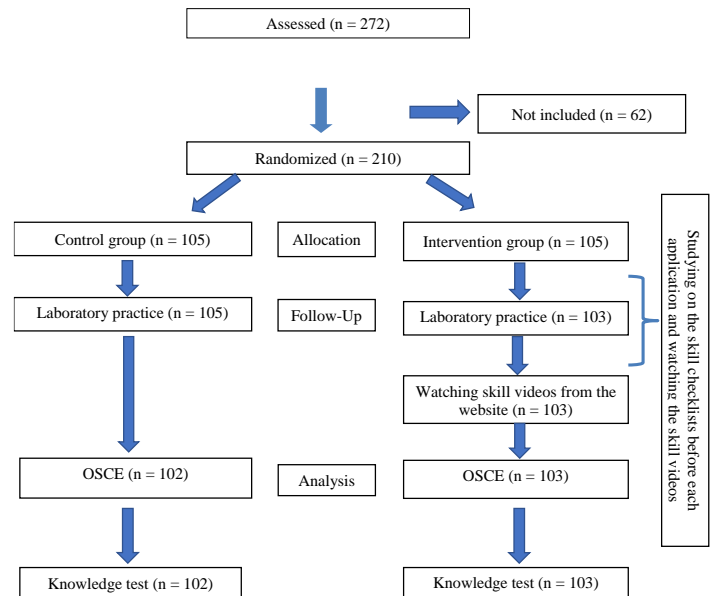 Assessed (n = 272)
Not included (n = 62)
Randomized (n = 210)
Control group (n = 105)
Allocation
Intervention group (n = 105)
Laboratory practice (n = 105)
Follow-Up
Laboratory practice (n = 103)
Watching skill videos from the
website (n = 103)
OSCE (n = 102)
Analysis
OSCE (n = 103)
Knowledge test (n = 102)
Knowledge test (n = 103)
Studying on the skill checklists before each
application and watching the skill videos